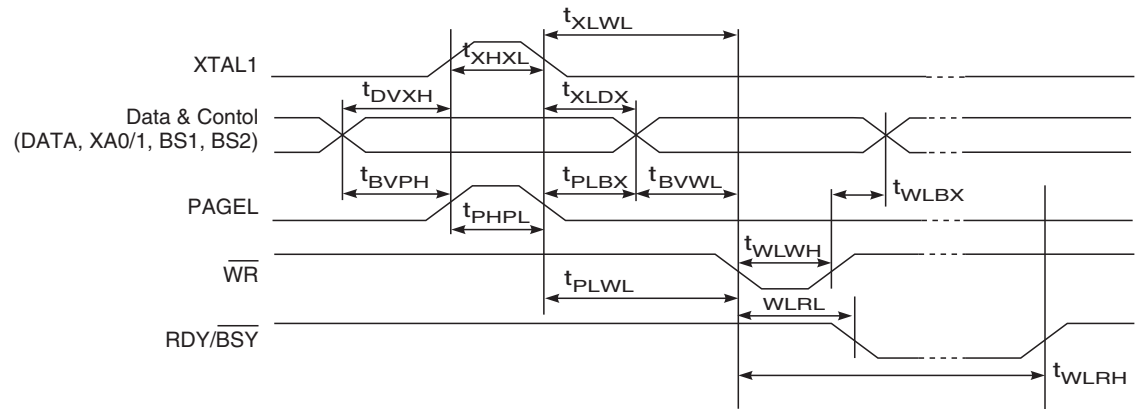 tXLWL
XTAL1
tXHXL
tDVXH
tXLDX
Data & Contol
(DATA, XA0/1, BS1, BS2)
tBVPH
tPLBX
tBVWL
tWLBX
PAGEL
tPHPL
tWLWH
WR
tPLWL
WLRL
RDY/BSY
tWLRH